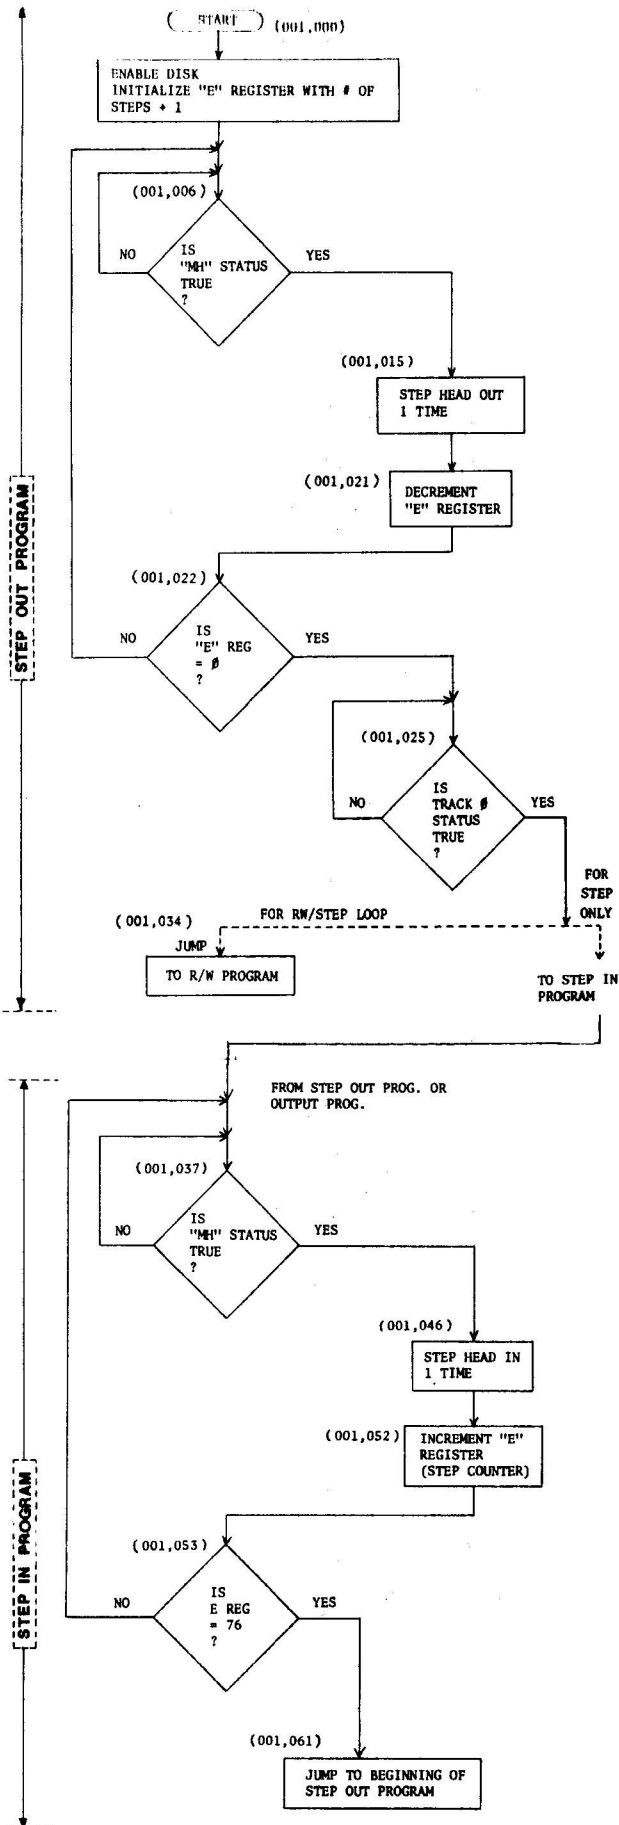 START (001,000)
ENABLE DISK
INITIALIZE "E" REGISTER WITH # OF
STEPS + 1
(001,006)
IS
"MH" STATUS
TRUE
?
NO
YES
(001,015)
STEP HEAD OUT
1 TIME
(001,021)
DECREMENT
"E" REGISTER
(001,022)
IS
"E" REG
= Ø
?
NO
YES
(001,025)
IS
TRACK Ø
STATUS
TRUE
?
NO
YES
FOR
STEP
ONLY
FOR RW/STEP LOOP
(001,034)
JUMP
TO R/W PROGRAM
TO STEP IN
PROGRAM
STEP OUT PROGRAM
FROM STEP OUT PROG. OR
OUTPUT PROG.
(001,037)
IS
"MH" STATUS
TRUE
?
NO
YES
(001,046)
STEP HEAD IN
1 TIME
(001,052)
INCREMENT "E"
REGISTER
(STEP COUNTER)
(001,053)
IS
E REG
= 76
?
NO
YES
(001,061)
JUMP TO BEGINNING OF
STEP OUT PROGRAM
STEP IN PROGRAM